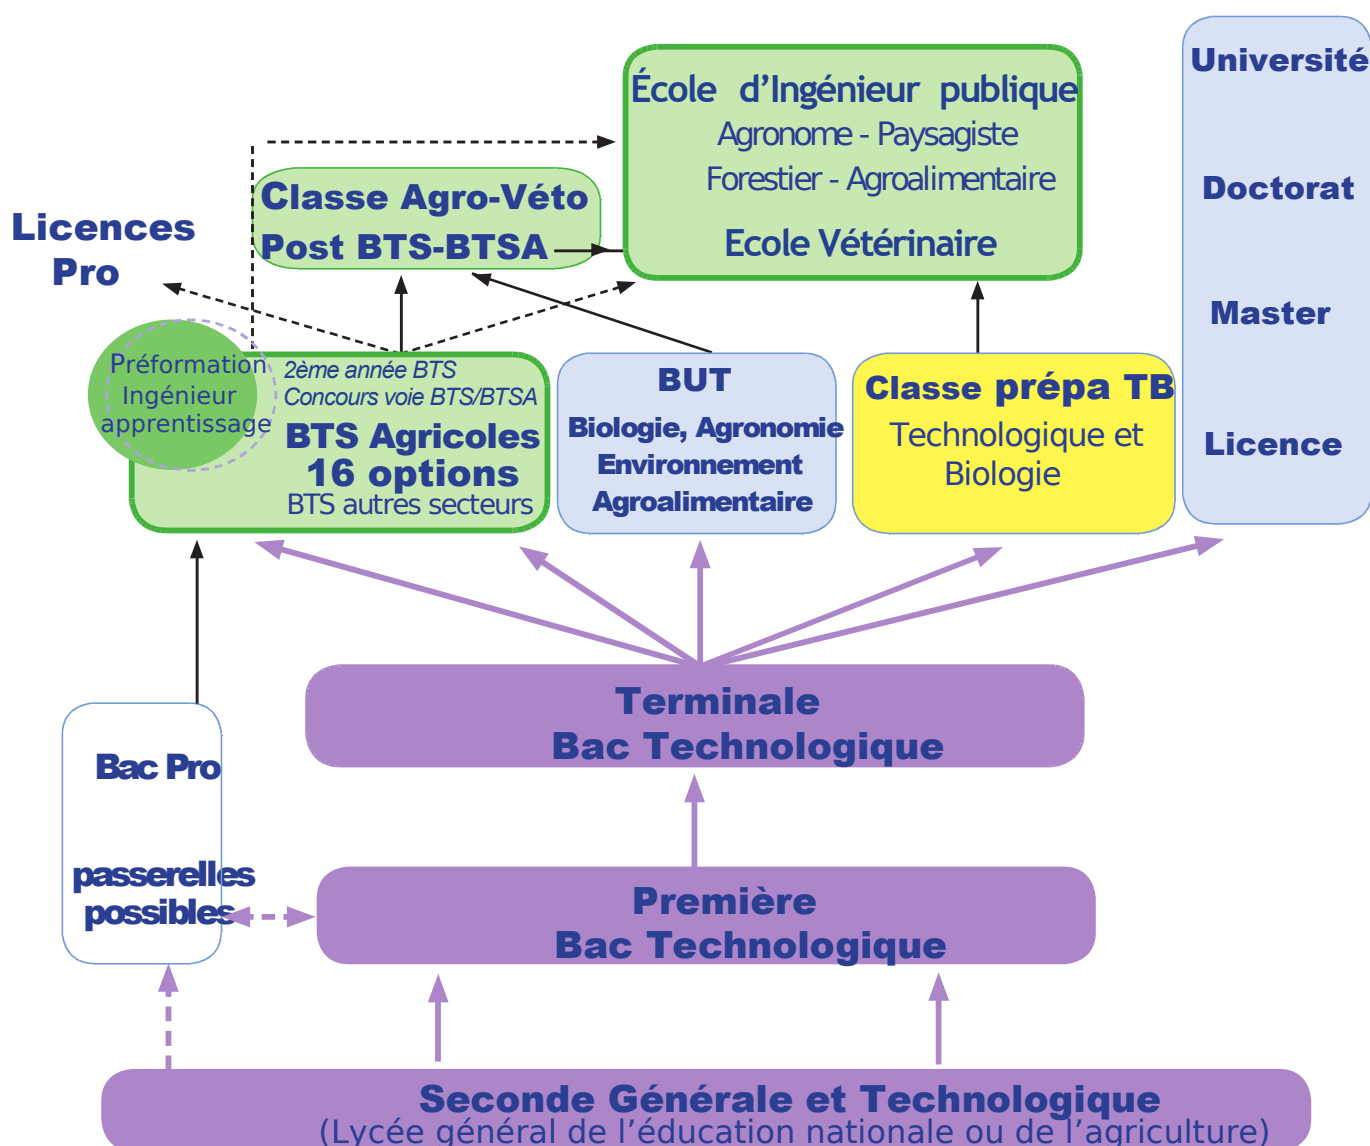 Université
École d'Ingénieur publique
Agronome - Paysagiste
Forestier - Agroalimentaire
Ecole Vétérinaire
Doctorat
Master
Licence
Classe Agro-Véto
Post BTS-BTSA
Licences
Pro
Préformation
Ingénieur
apprentissage
2ème année BTS
Concours voie BTS/BTSA
BTS Agricoles
16 options
BTS autres secteurs
BUT
Biologie, Agronomie
Environnement
Agroalimentaire
Classe prépa TB
Technologique et
Biologie
Terminale
Bac Technologique
Bac Pro
passerelles
possibles
Première
Bac Technologique
Seconde Générale et Technologique
(Lycée général de l'éducation nationale ou de l'agriculture)